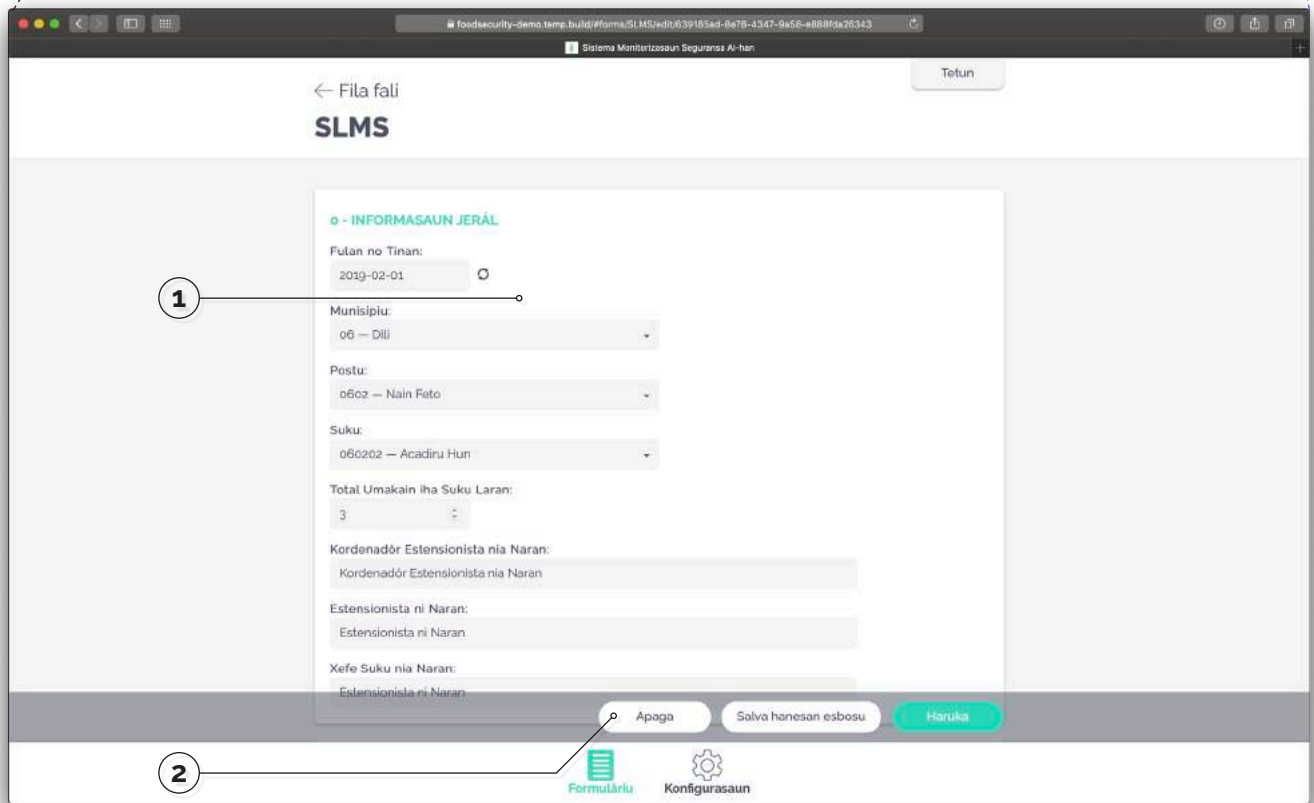 foodsecurity-demo.temp.build/#forms/SLMS/edit/639185ad-8e78-4347-9a56-e888fda26343
Sistema Monitorizasaun Seguransa Ai-han
Tetun
← Fila fali
SLMS
0 - INFORMASAUN JERÁL
Fulan no Tinan:
2019-02-01
1
Munisipiu:
06 — Dili
Postu:
0602 — Nain Feto
Suku:
060202 — Acadiru Hun
Total Umakain iha Suku Laran:
3
Kordenadór Estensionista nia Naran:
Kordenadór Estensionista nia Naran
Estensionista ni Naran:
Estensionista ni Naran
Xefe Suku nia Naran:
Estensionista ni Naran
Apaga
Salva hanesan esbosu
Haruka
2
Formuláriu
Konfigurasaun